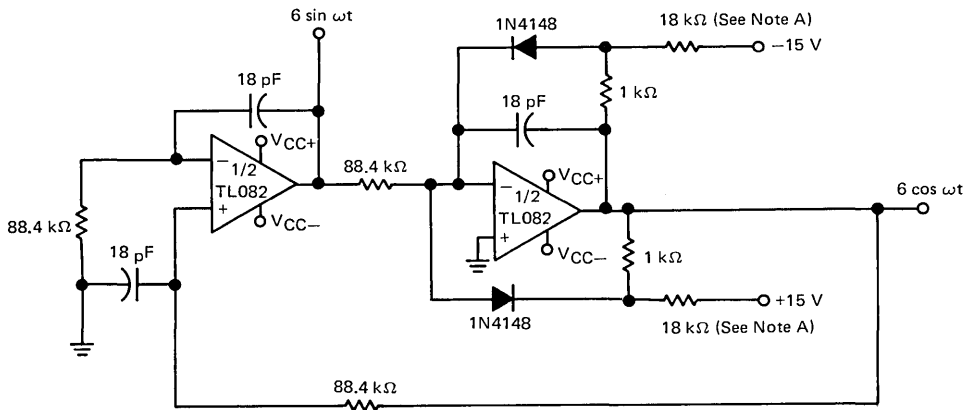 6 sin ωt
1N4148
18 kΩ (See Note A)
−15 V
18 pF
1 kΩ
18 pF
VCC+
−
1/2
TL082
+
VCC−
88.4 kΩ
88.4 kΩ
VCC+
−
1/2
TL082
+
VCC−
6 cos ωt
18 pF
1 kΩ
1N4148
+15 V
18 kΩ (See Note A)
88.4 kΩ